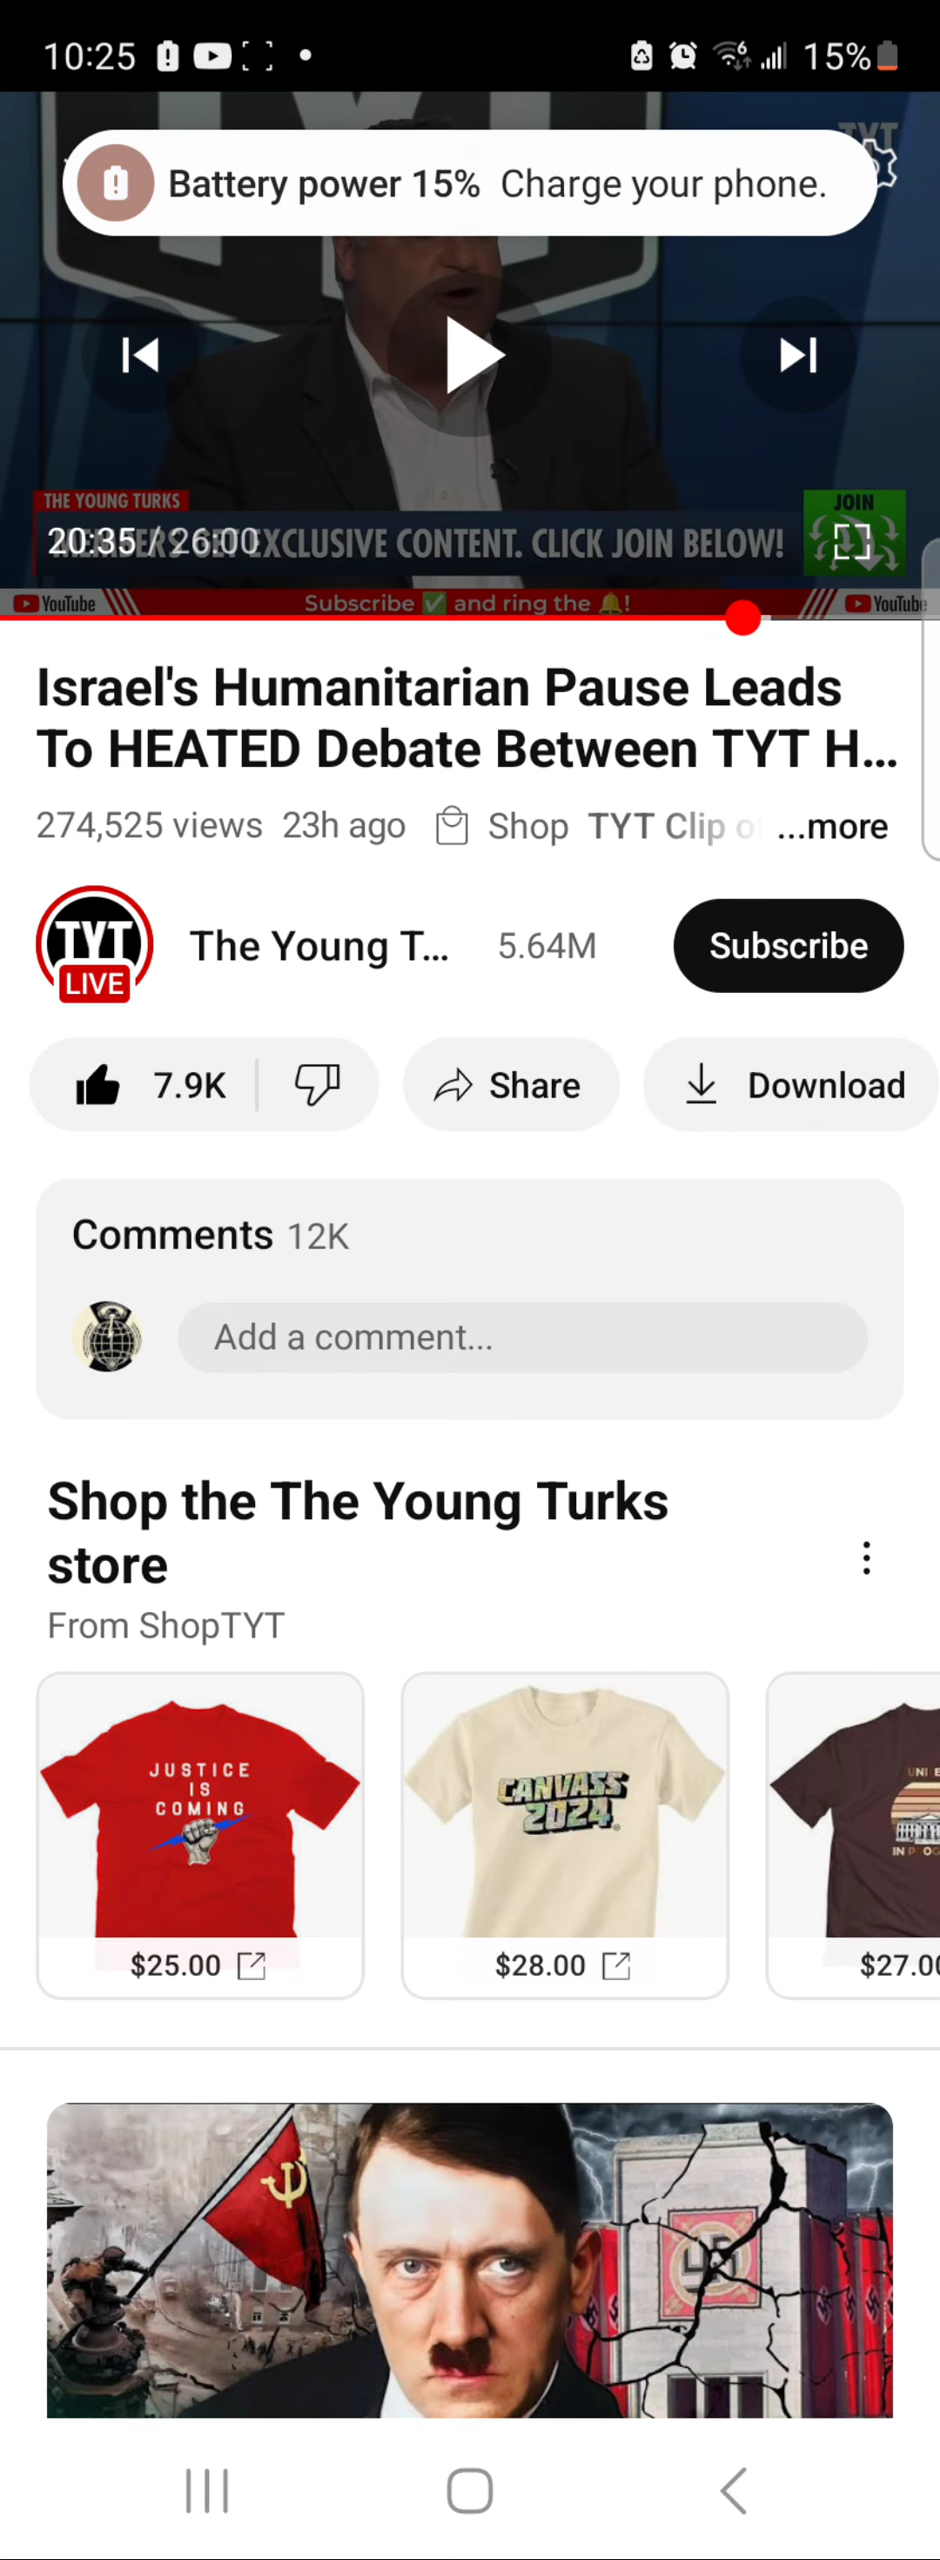 10:25
15%
TYT
Battery power 15% Charge your phone.
THE YOUNG TURKS
JOIN
20:35 / 26:00
EXCLUSIVE CONTENT. CLICK JOIN BELOW!
YouTube
Subscribe ✅ and ring the 🔔!
YouTube
Israel's Humanitarian Pause Leads
To HEATED Debate Between TYT H...
274,525 views 23h ago Shop TYT Clip of ...more
TYT
LIVE
The Young T... 5.64M Subscribe
7.9K Share Download
Comments 12K
Add a comment...
Shop the The Young Turks
store
From ShopTYT
JUSTICE
IS
COMING
CANVASS
2024
$25.00
$28.00
$27.00